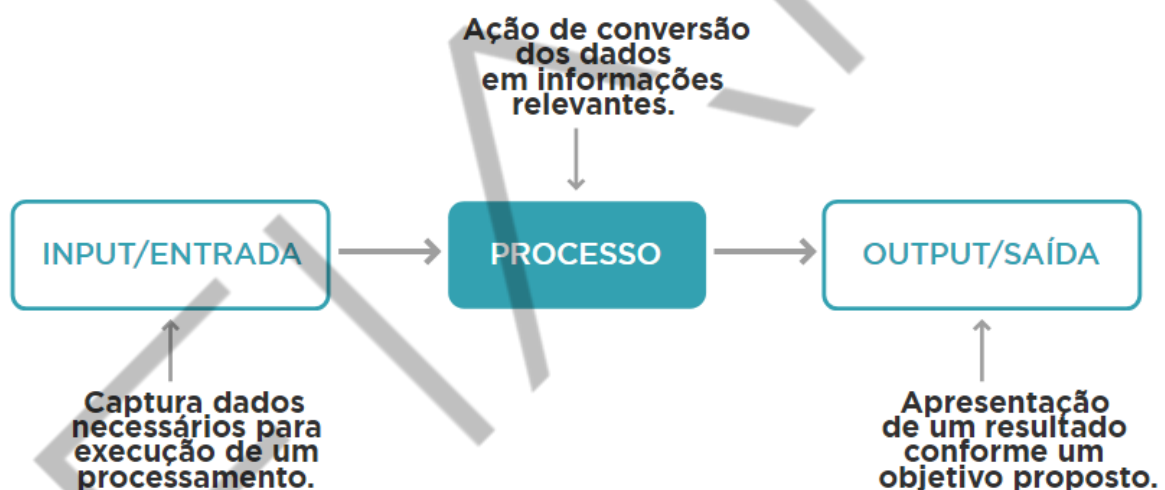 Ação de conversão
dos dados
em informações
relevantes.
INPUT/ENTRADA
PROCESSO
OUTPUT/SAÍDA
Captura dados
necessários para
execução de um
processamento.
Apresentação
de um resultado
conforme um
objetivo proposto.